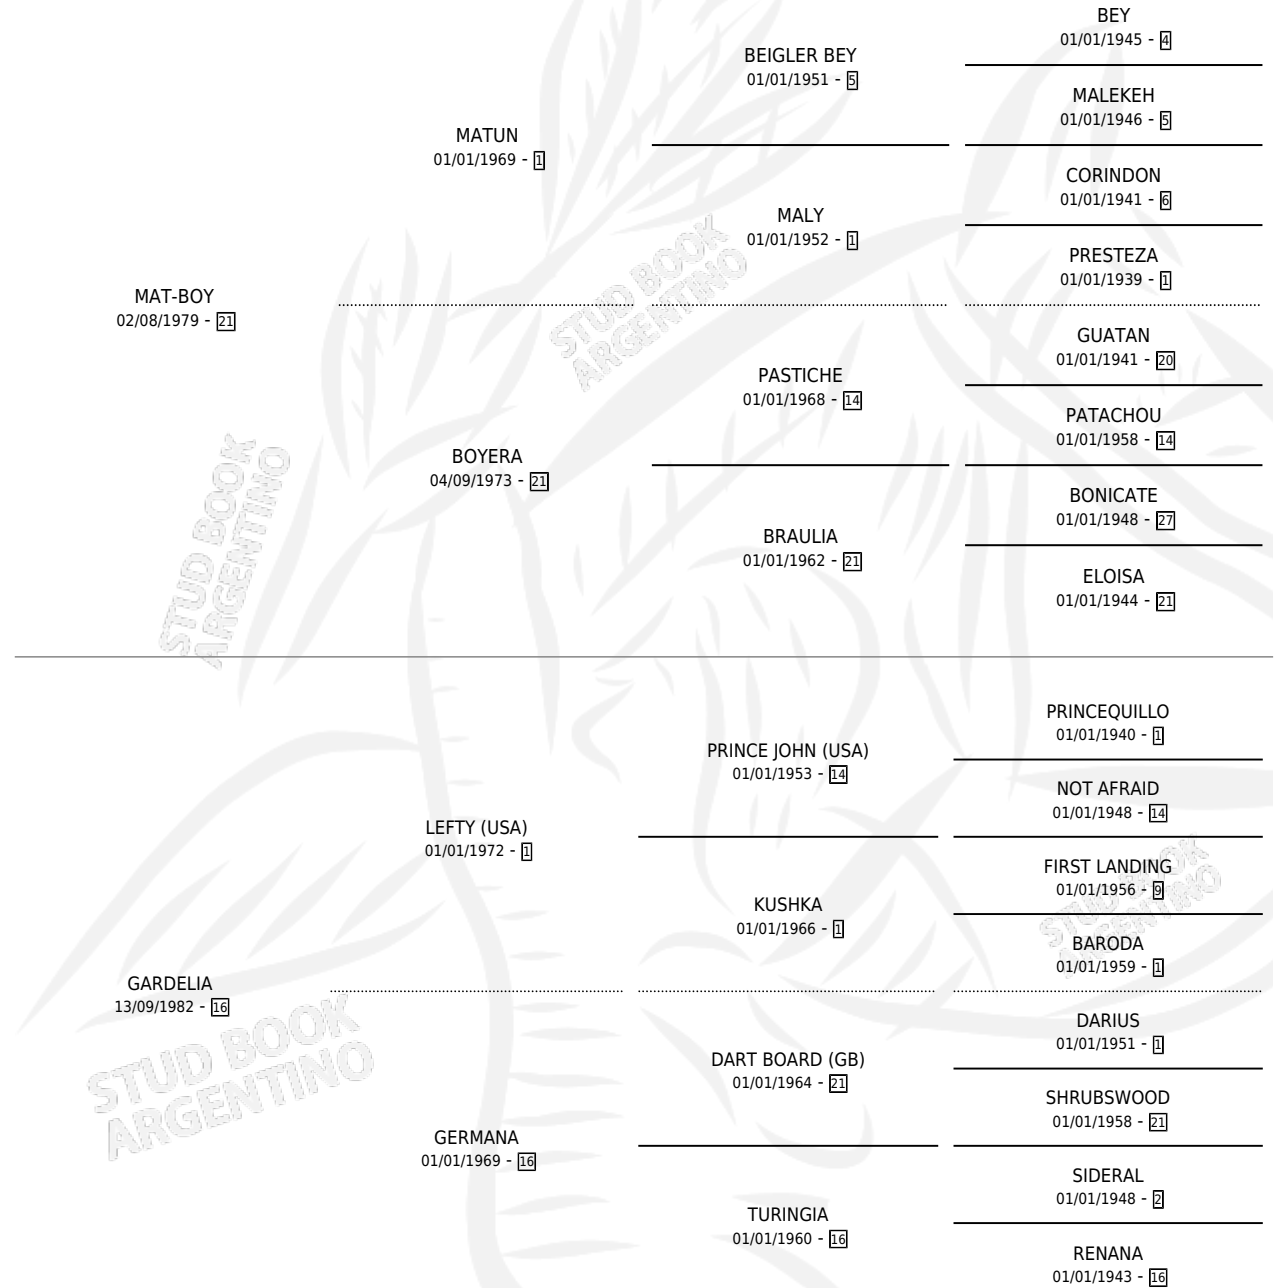 BEY
01/01/1945 - 4
BEIGLER BEY
01/01/1951 - 5
MALEKEH
01/01/1946 - 5
MATUN
01/01/1969 - 1
CORINDON
01/01/1941 - 6
MALY
01/01/1952 - 1
PRESTEZA
01/01/1939 - 1
MAT-BOY
02/08/1979 - 21
GUATAN
01/01/1941 - 20
PASTICHE
01/01/1968 - 14
PATACHOU
01/01/1958 - 14
BOYERA
04/09/1973 - 21
BONICATE
01/01/1948 - 27
BRAULIA
01/01/1962 - 21
ELOISA
01/01/1944 - 21
STUD BOOK
ARGENTINO
STUD BOOK
ARGENTINO
PRINCEQUILLO
01/01/1940 - 1
PRINCE JOHN (USA)
01/01/1953 - 14
NOT AFRAID
01/01/1948 - 14
LEFTY (USA)
01/01/1972 - 1
FIRST LANDING
01/01/1956 - 9
KUSHKA
01/01/1966 - 1
BARODA
01/01/1959 - 1
GARDELIA
13/09/1982 - 16
DARIUS
01/01/1951 - 1
DART BOARD (GB)
01/01/1964 - 21
SHRUBSWOOD
01/01/1958 - 21
GERMANA
01/01/1969 - 16
SIDERAL
01/01/1948 - 2
TURINGIA
01/01/1960 - 16
RENANA
01/01/1943 - 16
STUD BOOK
ARGENTINO
STUD BOOK
ARGENTINO